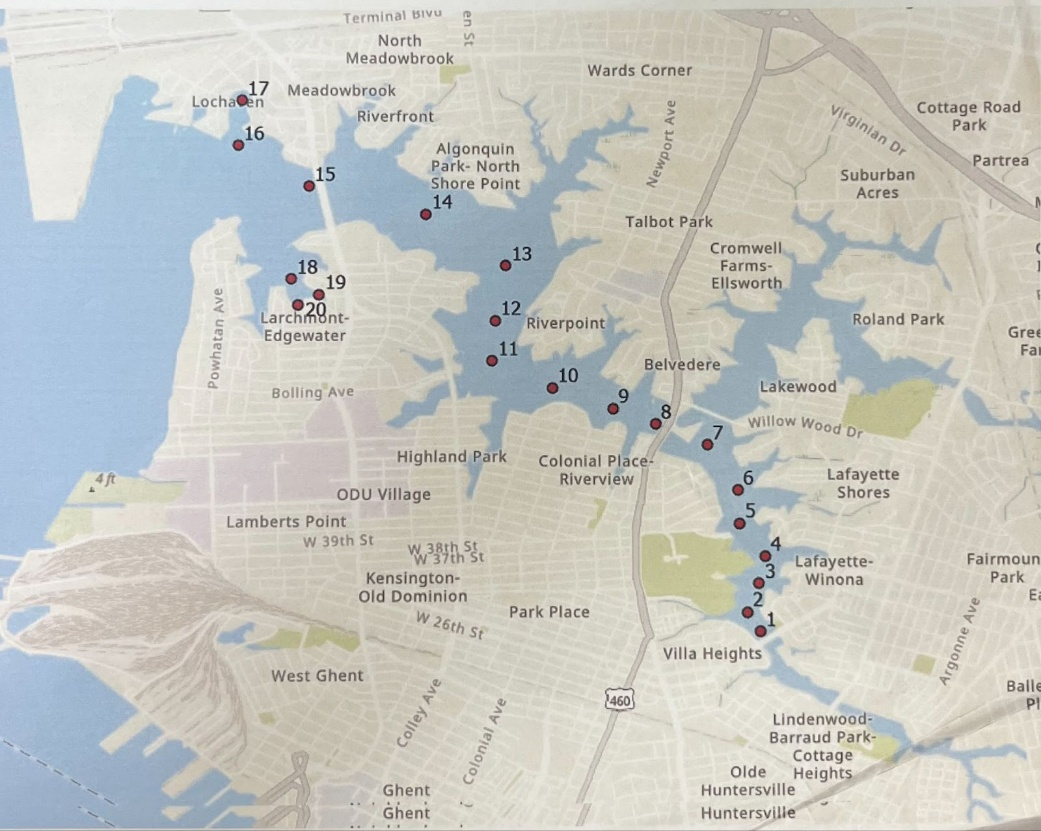 Terminal Blvd
en St
North
Meadowbrook
Wards Corner
17
Lochaven
Meadowbrook
Riverfront
16
Cottage Road
Park
Virginian Dr
Newport Ave
Algonquin
Park- North
Shore Point
Partrea
15
Suburban
Acres
14
Talbot Park
13
Cromwell
Farms-
Ellsworth
18
19
20
Larchmont-
Edgewater
Powhatan Ave
12
Riverpoint
Roland Park
11
Belvedere
10
Bolling Ave
Lakewood
9
8
Willow Wood Dr
7
Highland Park
Colonial Place-
Riverview
4 ft
6
Lafayette
Shores
ODU Village
5
Lamberts Point
W 39th St
W 38th St
W 37th St
4
Lafayette-
Winona
3
Fairmoun
Park
Kensington-
Old Dominion
2
Park Place
1
W 26th St
Argonne Ave
Villa Heights
West Ghent
Balle
460
Colley Ave
Colonial Ave
Lindenwood-
Barraud Park-
Cottage
Heights
Olde
Huntersville
Ghent
Huntersville
Ghent